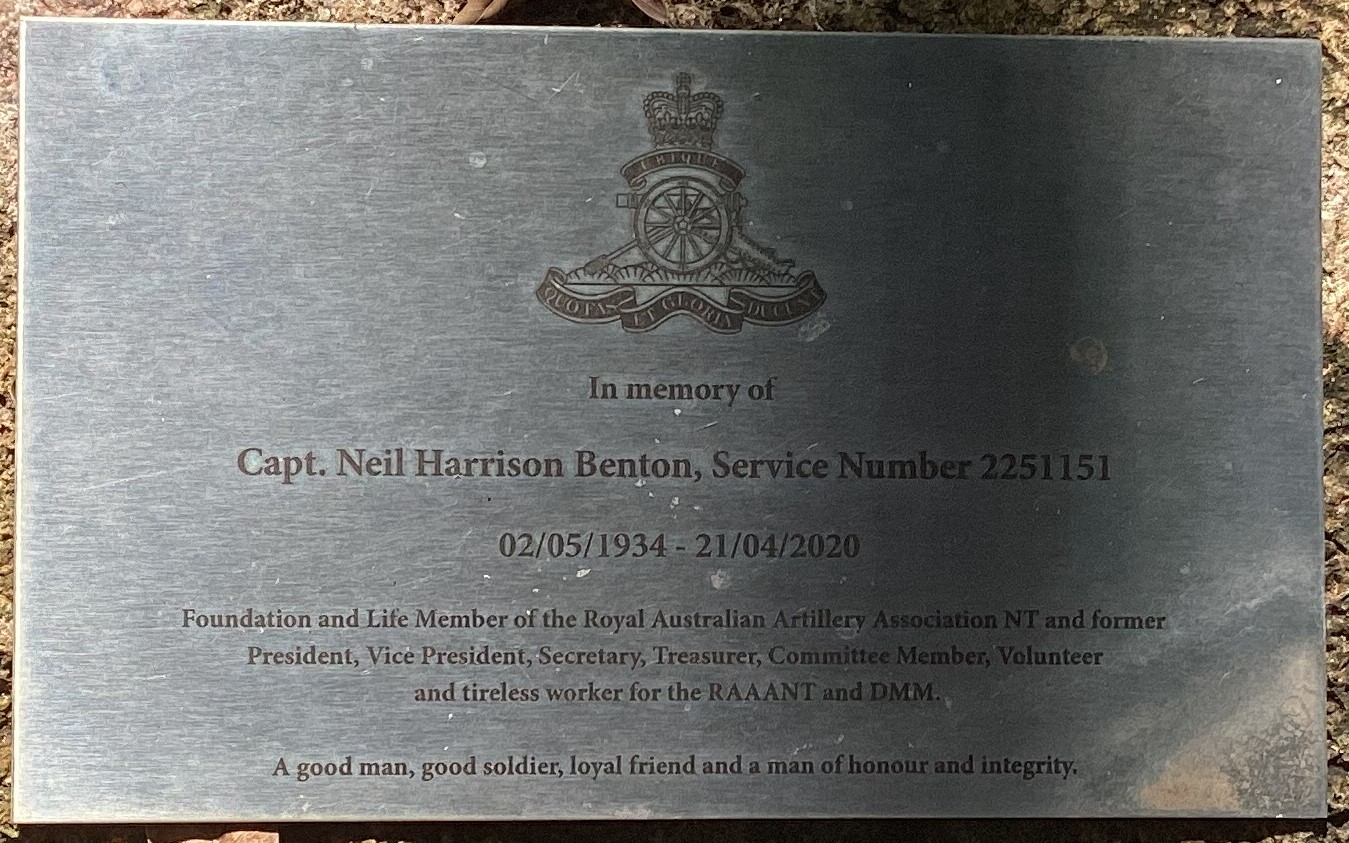 UBIQUE
QUO FAS ET GLORIA DUCUNT
In memory of
Capt. Neil Harrison Benton, Service Number 2251151
02/05/1934 - 21/04/2020
Foundation and Life Member of the Royal Australian Artillery Association NT and former
President, Vice President, Secretary, Treasurer, Committee Member, Volunteer
and tireless worker for the RAAANT and DMM.
A good man, good soldier, loyal friend and a man of honour and integrity.